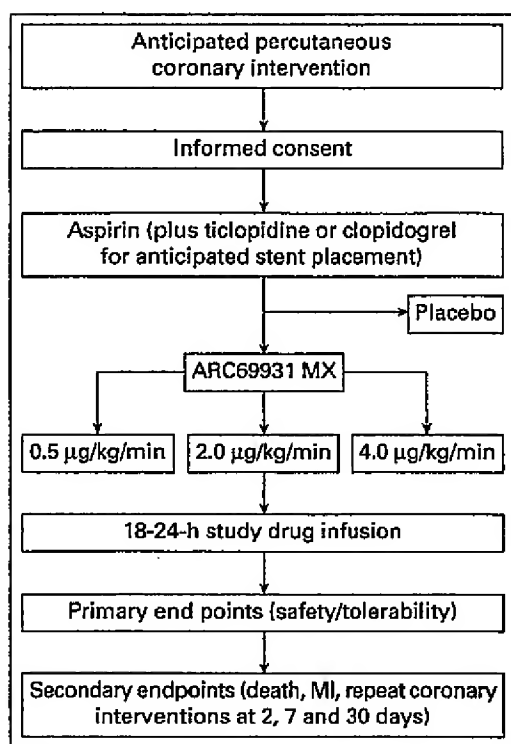 Anticipated percutaneous
coronary intervention
Informed consent
Aspirin (plus ticlopidine or clopidogrel
for anticipated stent placement)
Placebo
ARC69931 MX
0.5 µg/kg/min
2.0 µg/kg/min
4.0 µg/kg/min
18-24-h study drug infusion
Primary end points (safety/tolerability)
Secondary endpoints (death, MI, repeat coronary
interventions at 2, 7 and 30 days)